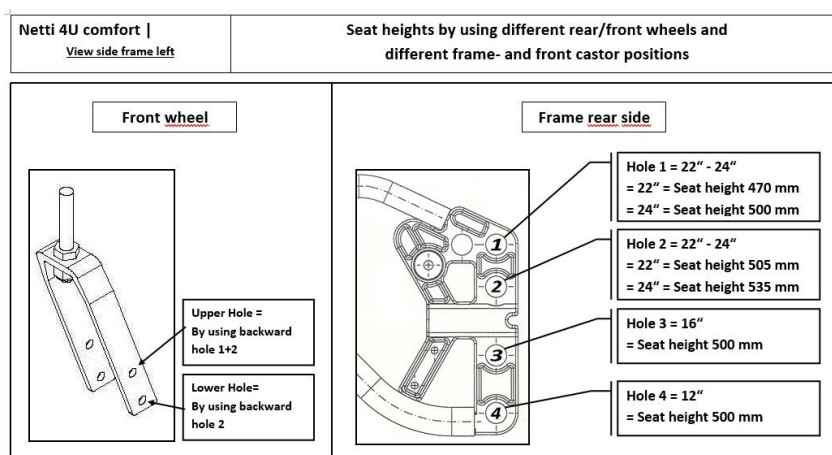 Netti 4U comfort |
View side frame left
Seat heights by using different rear/front wheels and
different frame- and front castor positions
Front wheel
Upper Hole =
By using backward
hole 1+2
Lower Hole=
By using backward
hole 2
Frame rear side
1
2
3
4
Hole 1 = 22“ - 24“
= 22“ = Seat height 470 mm
= 24“ = Seat height 500 mm
Hole 2 = 22“ - 24“
= 22“ = Seat height 505 mm
= 24“ = Seat height 535 mm
Hole 3 = 16“
= Seat height 500 mm
Hole 4 = 12“
= Seat height 500 mm